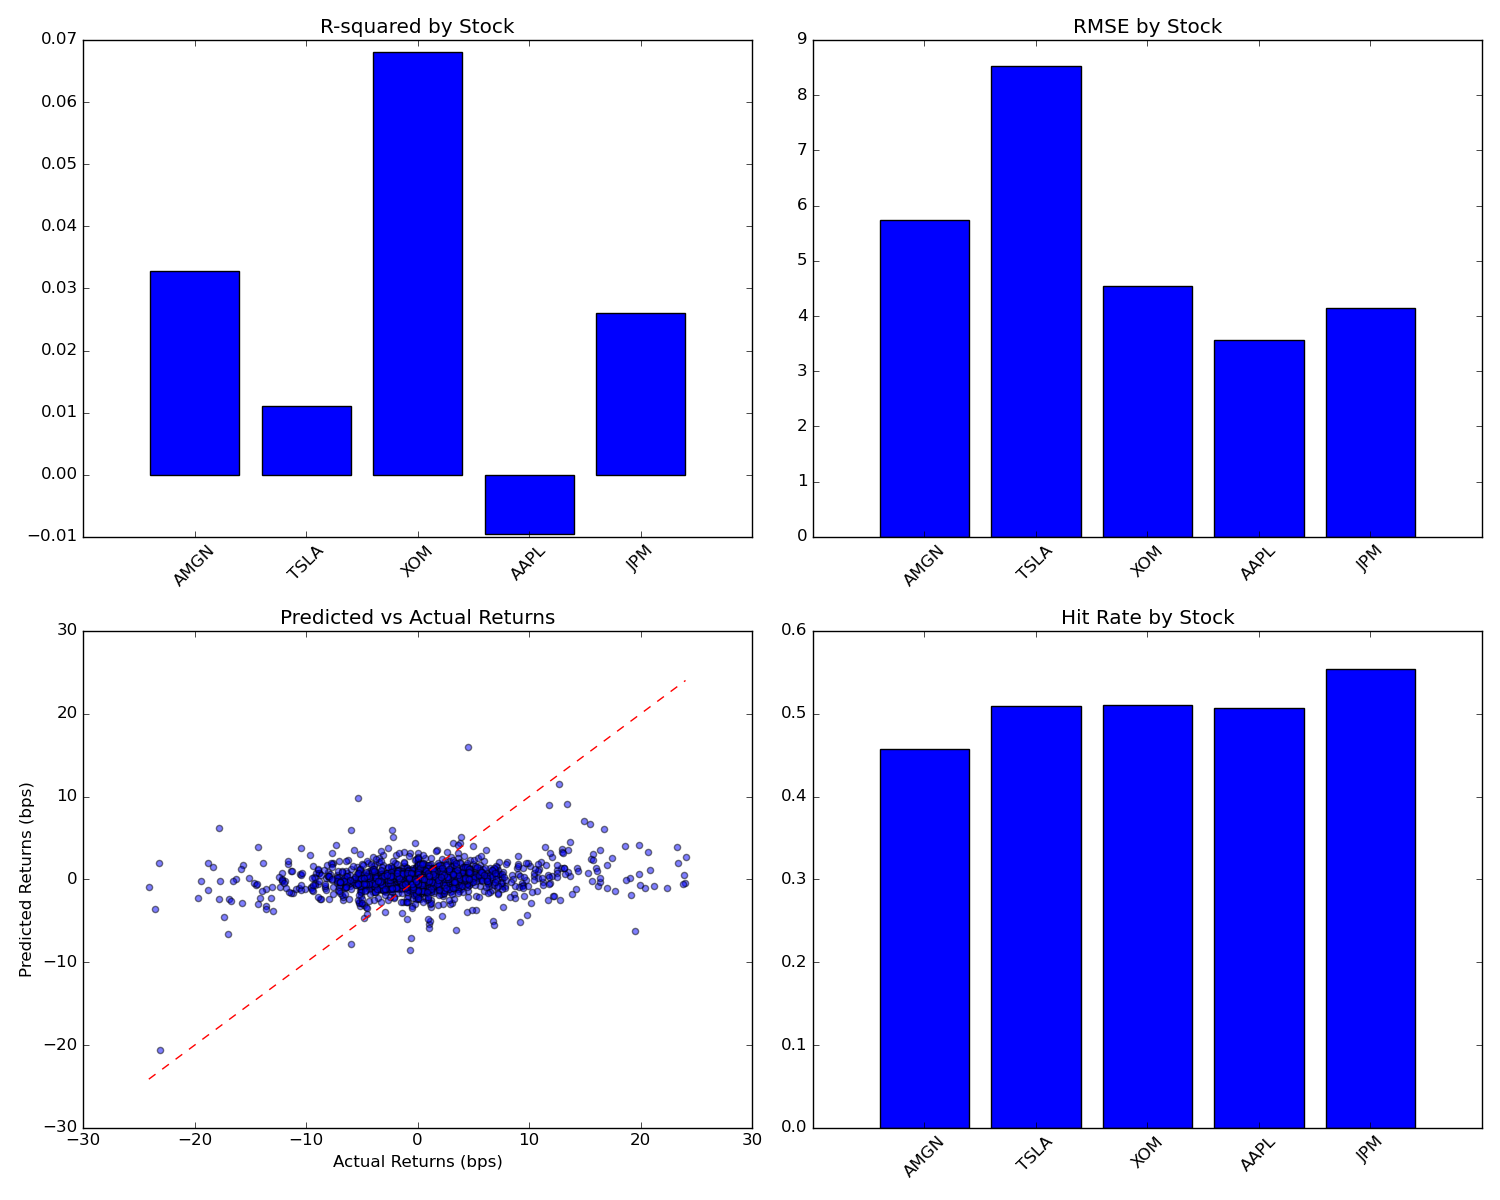 R-squared by Stock
0.07
0.06
0.05
0.04
0.03
0.02
0.01
0.00
−0.01
AMGN
TSLA
XOM
AAPL
JPM
RMSE by Stock
9
8
7
6
5
4
3
2
1
0
AMGN
TSLA
XOM
AAPL
JPM
Predicted vs Actual Returns
Predicted Returns (bps)
30
20
10
0
−10
−20
−30
−30
−20
−10
0
10
20
30
Actual Returns (bps)
Hit Rate by Stock
0.6
0.5
0.4
0.3
0.2
0.1
0.0
AMGN
TSLA
XOM
AAPL
JPM